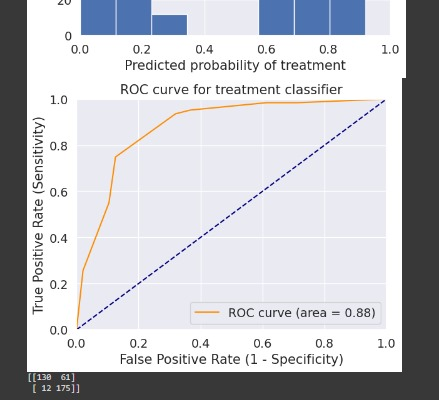 20
0
0.0 0.2 0.4 0.6 0.8 1.0
Predicted probability of treatment
ROC curve for treatment classifier
1.0
0.8
0.6
0.4
0.2
0.0
True Positive Rate (Sensitivity)
ROC curve (area = 0.88)
0.0 0.2 0.4 0.6 0.8 1.0
False Positive Rate (1 - Specificity)
[[130 61]
[ 12 175]]